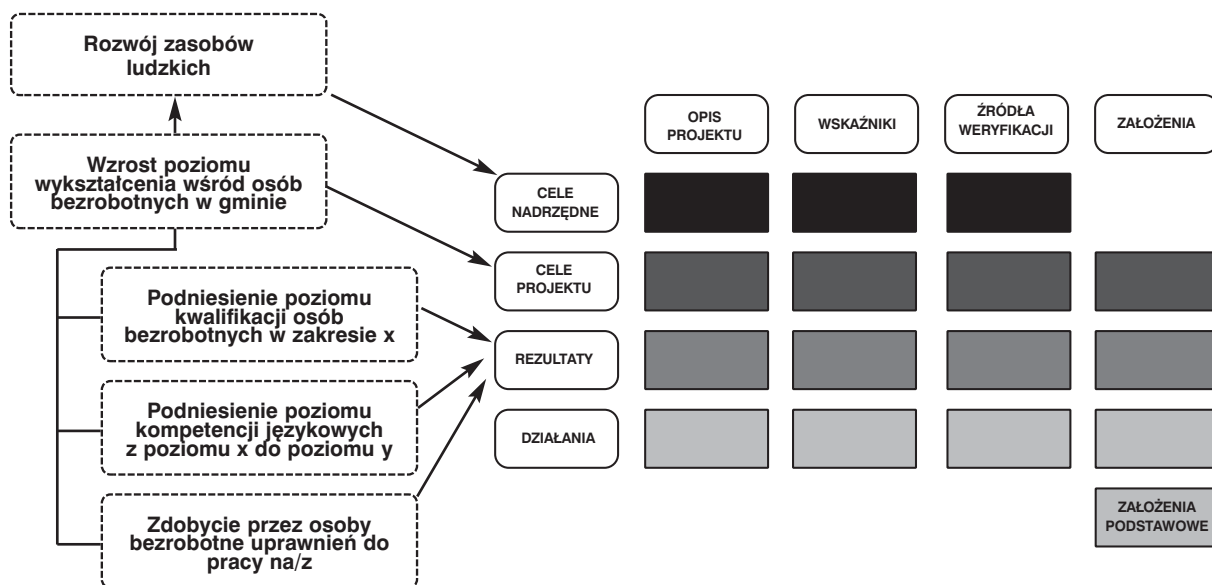 Rozwój zasobów
ludzkich
Wzrost poziomu
wykształcenia wśród osób
bezrobotnych w gminie
Podniesienie poziomu
kwalifikacji osób
bezrobotnych w zakresie x
Podniesienie poziomu
kompetencji językowych
z poziomu x do poziomu y
Zdobycie przez osoby
bezrobotne uprawnień do
pracy na/z
OPIS
PROJEKTU
WSKAŹNIKI
ŹRÓDŁA
WERYFIKACJI
ZAŁOŻENIA
CELE
NADRZĘDNE
CELE
PROJEKTU
REZULTATY
DZIAŁANIA
ZAŁOŻENIA
PODSTAWOWE